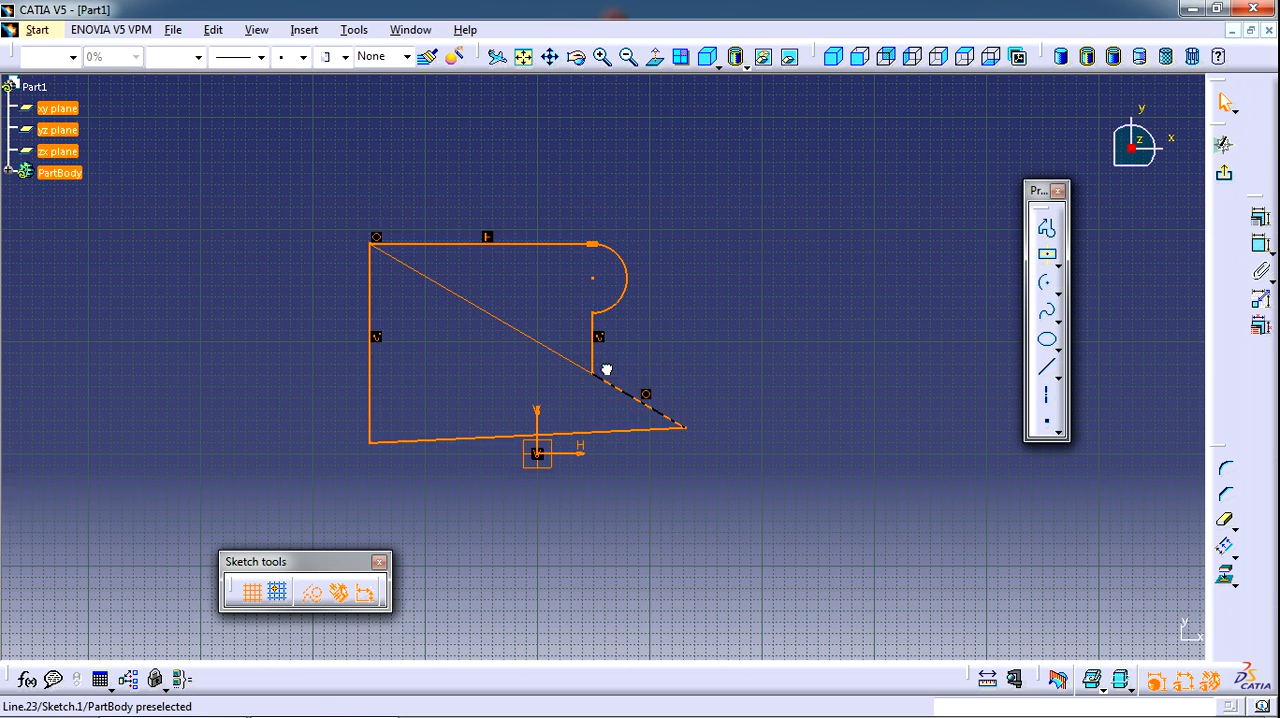 CATIA V5 - [Part1]
Start ENOVIA V5 VPM File Edit View Insert Tools Window Help
0% None
Part1
xy plane
yz plane
zx plane
PartBody
y
x
z
Pr...
V
H
V
H
Sketch tools
y
x
f(x)
CATIA
Line.23/Sketch.1/PartBody preselected